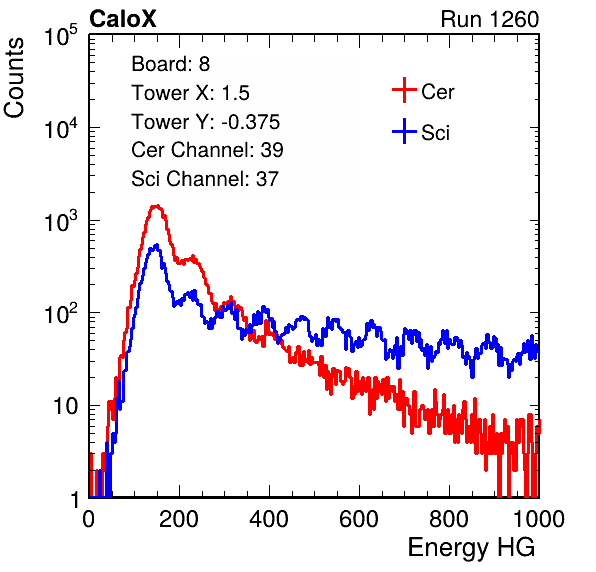 CaloX Run 1260
Counts
10^5
Board: 8
Tower X: 1.5
Tower Y: -0.375
Cer Channel: 39
Sci Channel: 37
Cer
Sci
10^4
10^3
10^2
10
1
0 200 400 600 800 1000
Energy HG